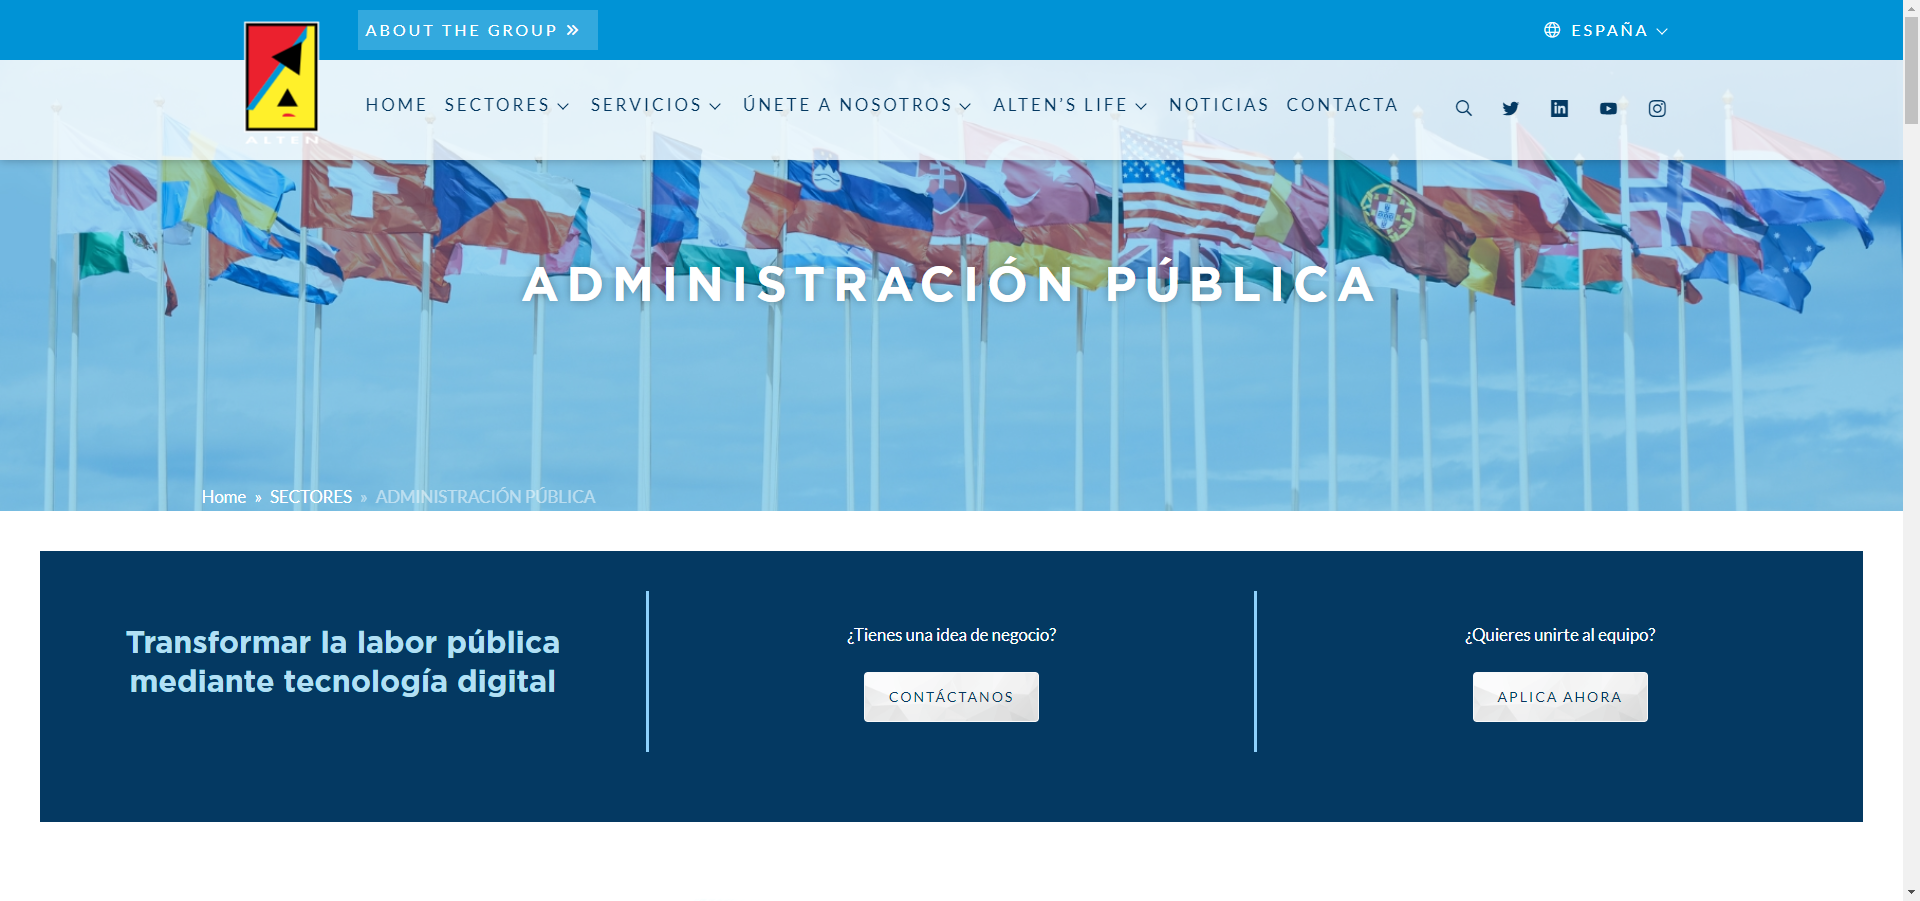 ABOUT THE GROUP »
ESPAÑA
ALTEN
HOME SECTORES SERVICIOS ÚNETE A NOSOTROS ALTEN'S LIFE NOTICIAS CONTACTA
ADMINISTRACIÓN PÚBLICA
Home » SECTORES » ADMINISTRACIÓN PÚBLICA
Transformar la labor pública
mediante tecnología digital
¿Tienes una idea de negocio?
CONTÁCTANOS
¿Quieres unirte al equipo?
APLICA AHORA